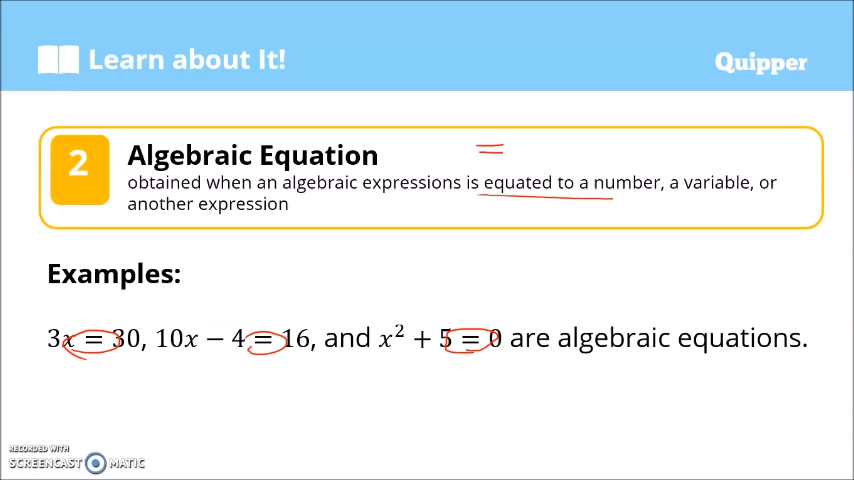 Learn about It!
Quipper
2
Algebraic Equation
=
obtained when an algebraic expressions is equated to a number, a variable, or
another expression
Examples:
3x = 30, 10x − 4 = 16, and x² + 5 = 0 are algebraic equations.
RECORDED WITH
SCREENCAST MATIC